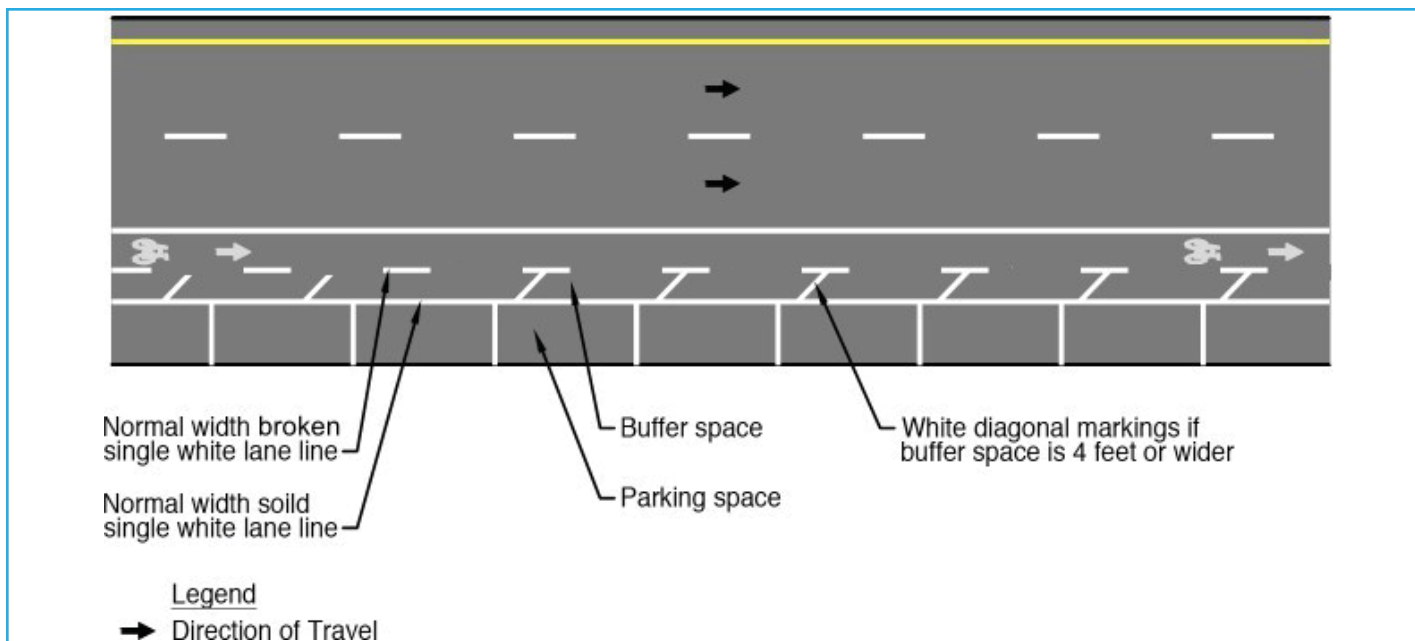 Normal width broken
single white lane line
Normal width soild
single white lane line
Buffer space
Parking space
White diagonal markings if
buffer space is 4 feet or wider
Legend
Direction of Travel